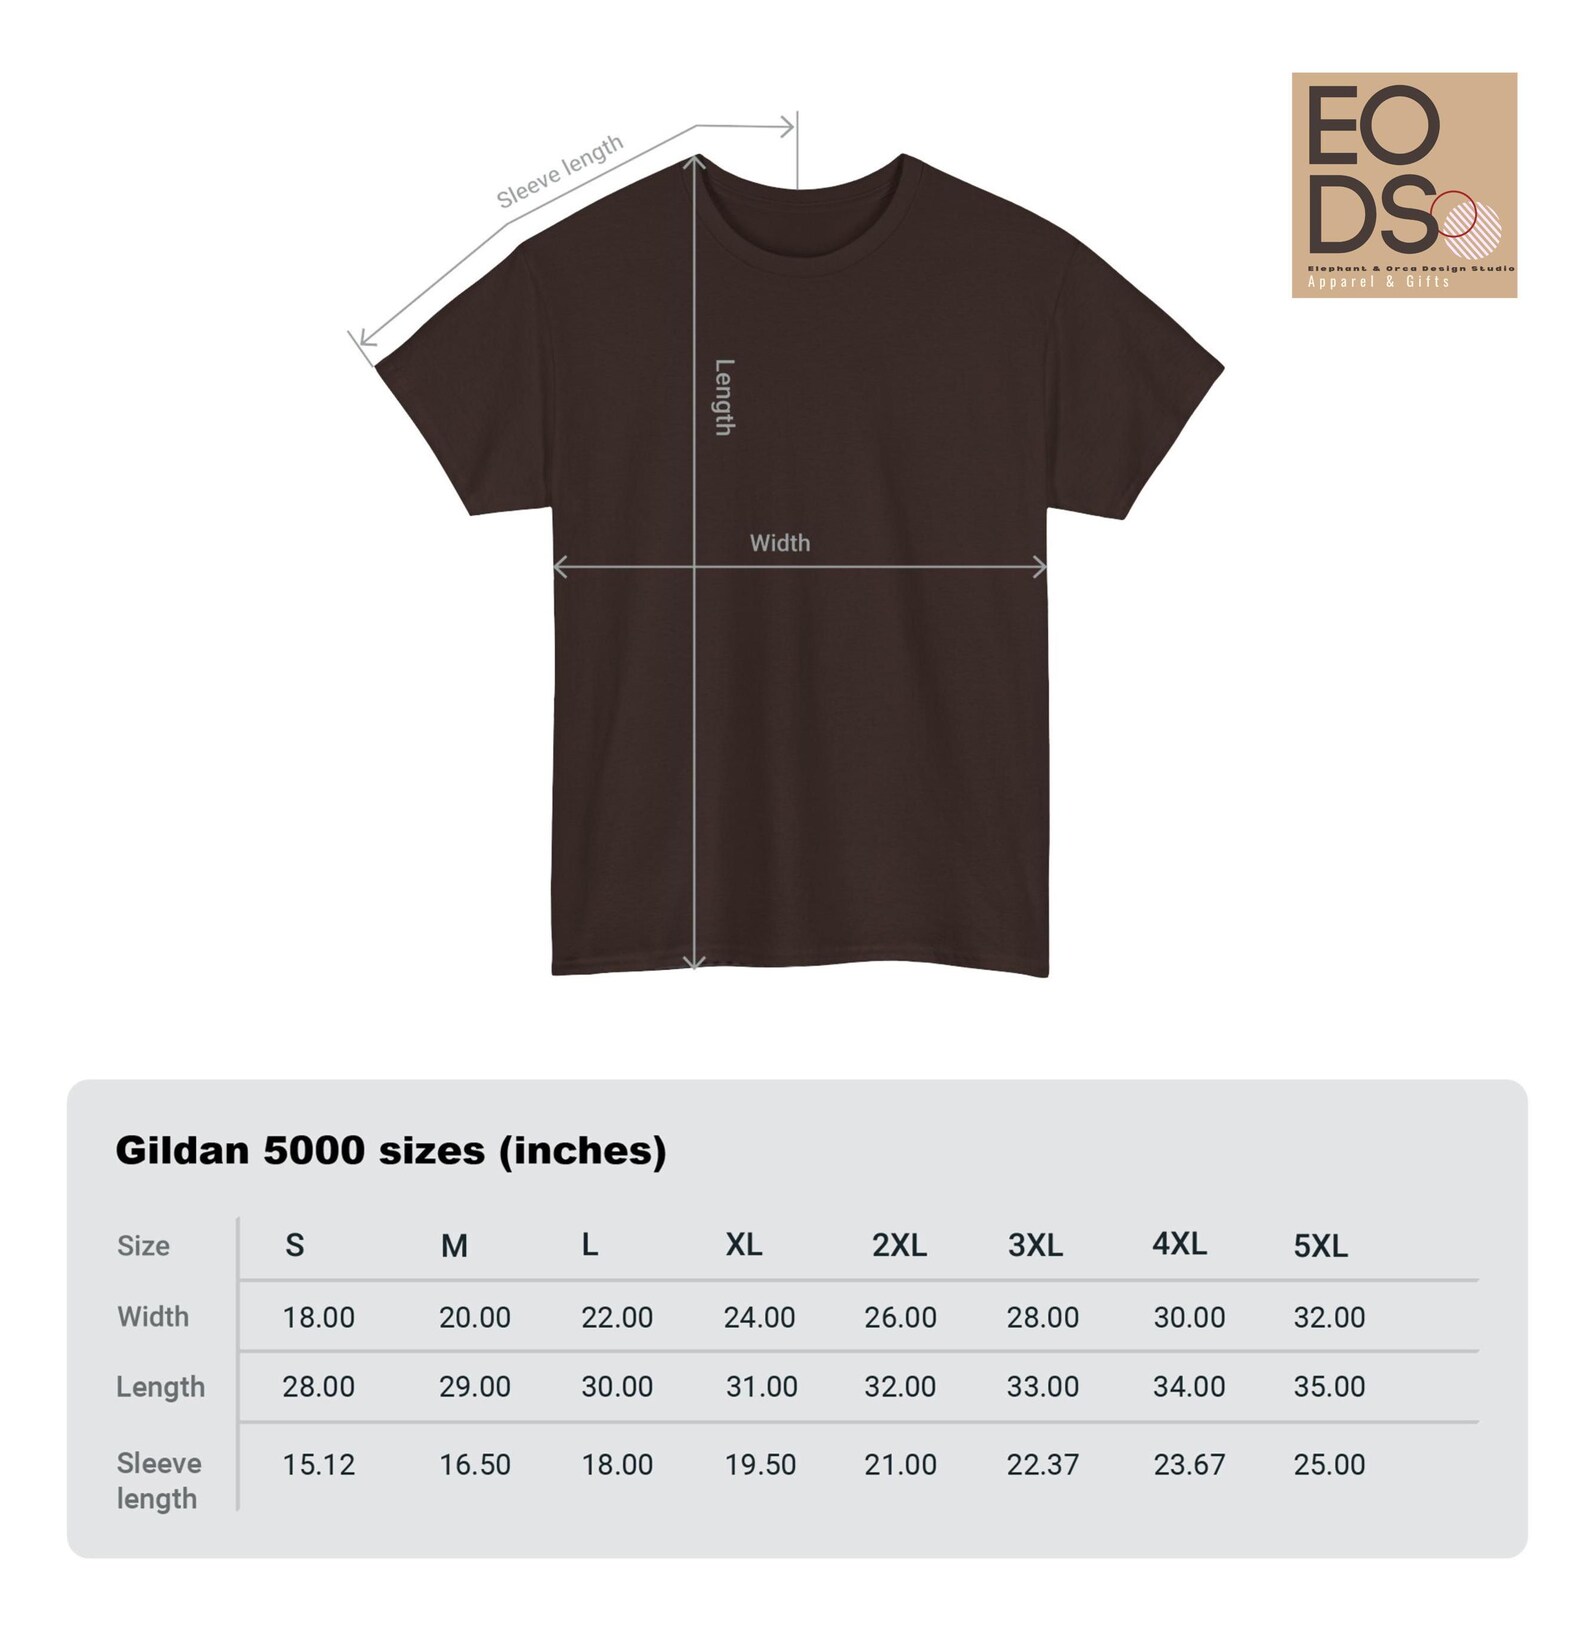 EO
DS
Elephant & Orca Design Studio
Apparel & Gifts
Sleeve length
Length
Width
Gildan 5000 sizes (inches)
Size S M L XL 2XL 3XL 4XL 5XL
Width 18.00 20.00 22.00 24.00 26.00 28.00 30.00 32.00
Length 28.00 29.00 30.00 31.00 32.00 33.00 34.00 35.00
Sleeve length 15.12 16.50 18.00 19.50 21.00 22.37 23.67 25.00